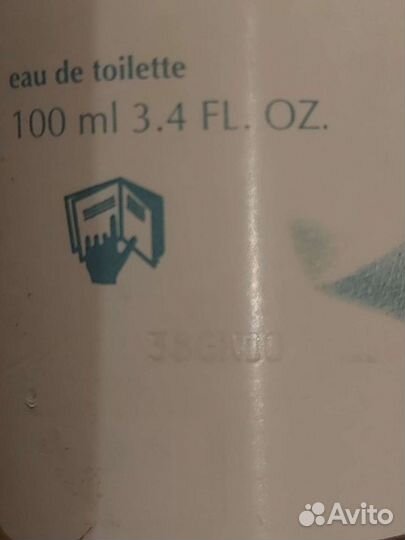 eau de toilette
100 ml 3.4 FL. OZ.
Avito